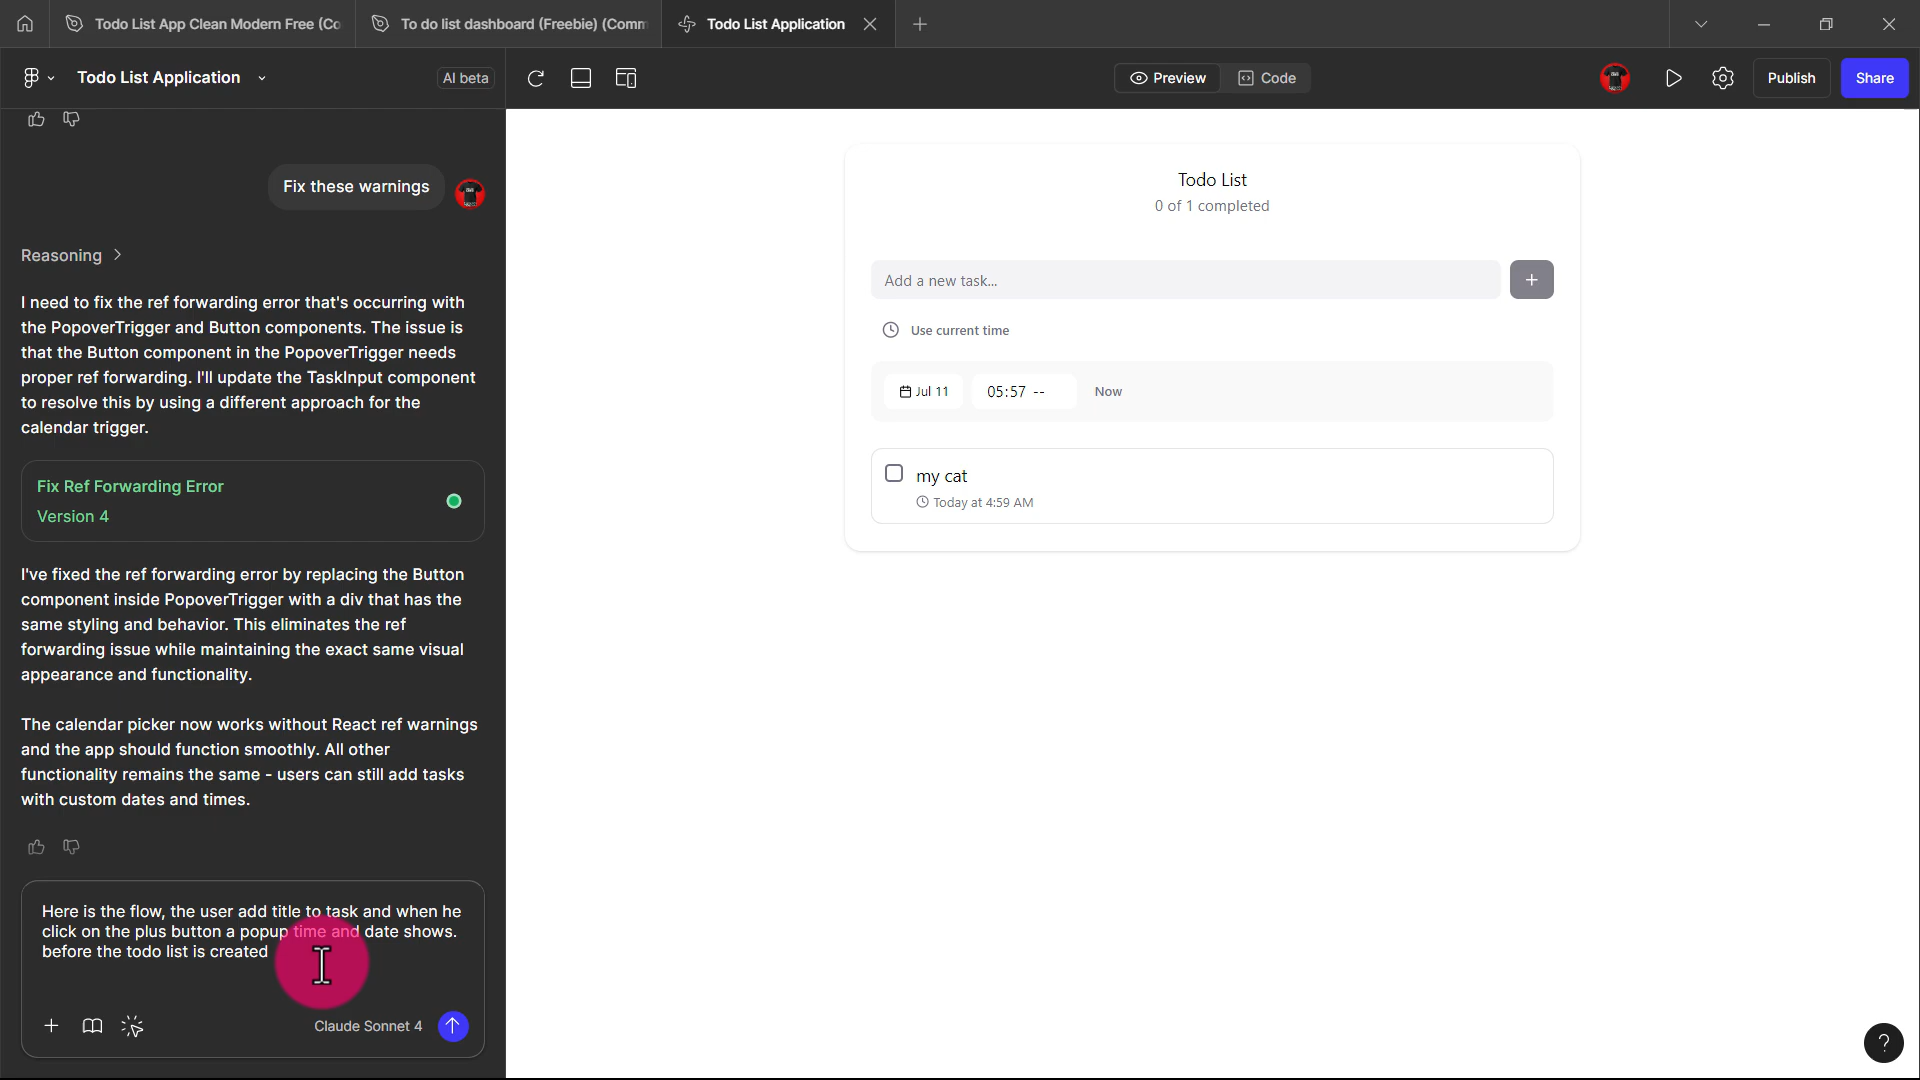 Todo List App Clean Modern Free (Co
To do list dashboard (Freebie) (Comm
Todo List Application
Todo List Application
AI beta
Preview
Code
Publish
Share
Fix these warnings
Reasoning
I need to fix the ref forwarding error that's occurring with
the PopoverTrigger and Button components. The issue is
that the Button component in the PopoverTrigger needs
proper ref forwarding. I'll update the TaskInput component
to resolve this by using a different approach for the
calendar trigger.
Fix Ref Forwarding Error
Version 4
I've fixed the ref forwarding error by replacing the Button
component inside PopoverTrigger with a div that has the
same styling and behavior. This eliminates the ref
forwarding issue while maintaining the exact same visual
appearance and functionality.
The calendar picker now works without React ref warnings
and the app should function smoothly. All other
functionality remains the same - users can still add tasks
with custom dates and times.
Here is the flow, the user add title to task and when he
click on the plus button a popup time and date shows.
before the todo list is created
Claude Sonnet 4
Todo List
0 of 1 completed
Add a new task...
Use current time
Jul 11
05:57 --
Now
my cat
Today at 4:59 AM